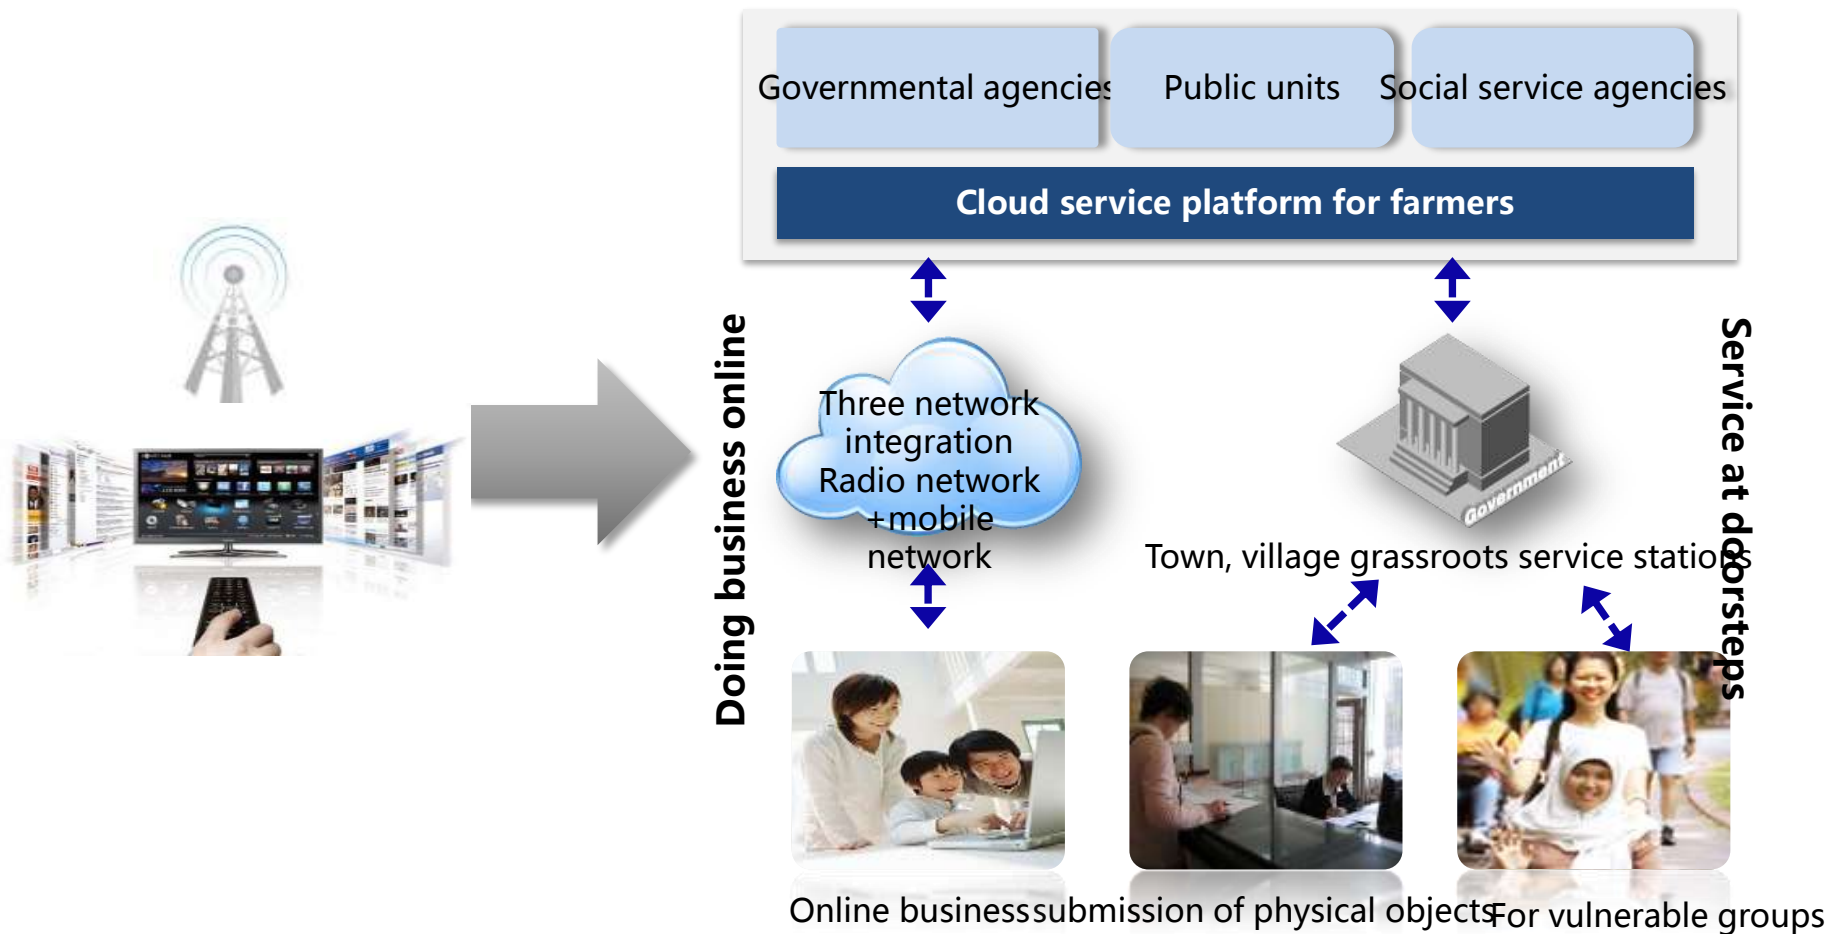 Governmental agencies
Public units
Social service agencies
Cloud service platform for farmers
Doing business online
Three network
integration
Radio network
+mobile
network
Government
Town, village grassroots service stations
Service at doorsteps
Online business
submission of physical objects
For vulnerable groups